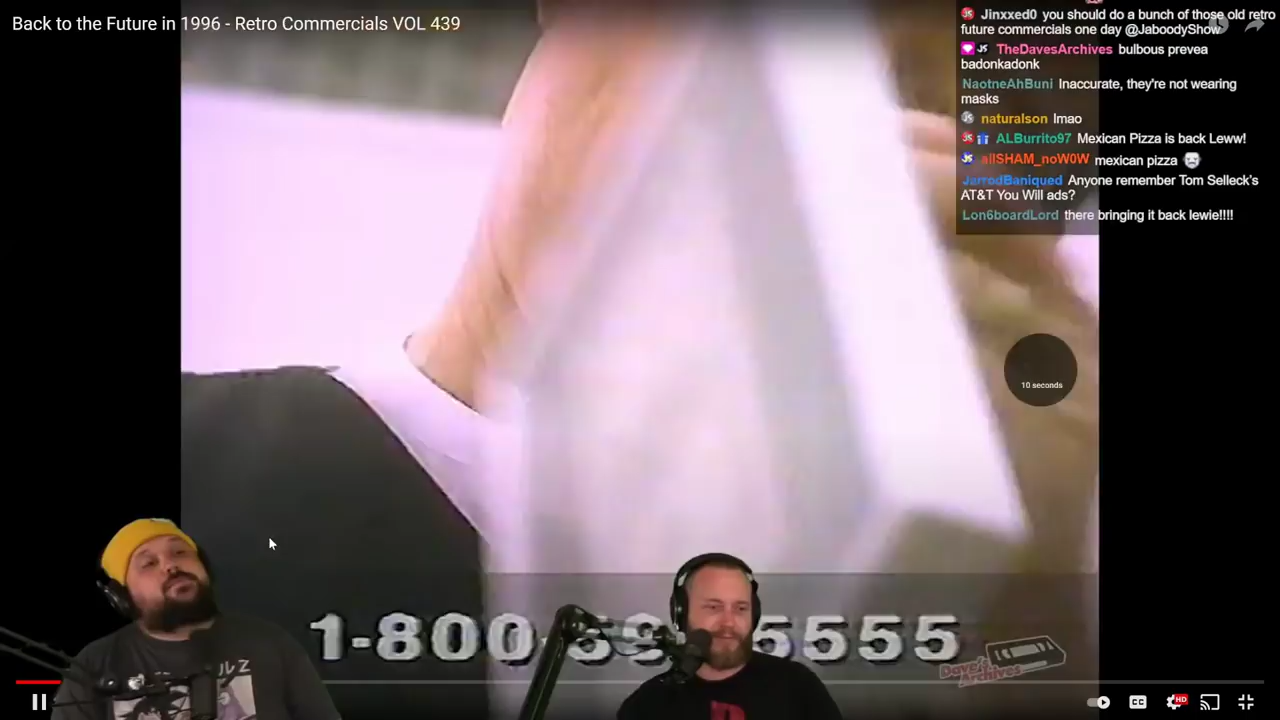 Back to the Future in 1996 - Retro Commercials VOL 439
Jinxxed0 you should do a bunch of those old retro
future commercials one day @JaboodyShow
TheDavesArchives bulbous prevea
badonkadonk
NaotneAhBuni Inaccurate, they're not wearing
masks
naturalson lmao
ALBurrito97 Mexican Pizza is back Leww!
allSHAM_noW0W mexican pizza
JarrodBaniqued Anyone remember Tom Selleck's
AT&T You Will ads?
Lon6boardLord there bringing it back lewie!!!!
10 seconds
1-800-59 5555
Dave's
Archives
CC
HD